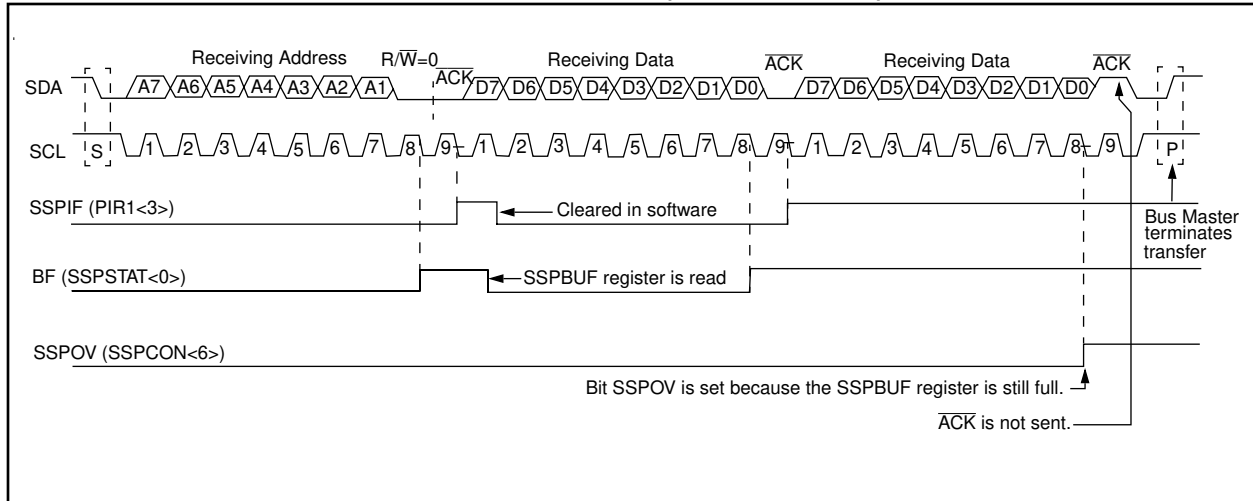 Receiving Address R/W̅=0 Receiving Data A̅C̅K̅ Receiving Data A̅C̅K̅
SDA A7 A6 A5 A4 A3 A2 A1 A̅C̅K̅ D7 D6 D5 D4 D3 D2 D1 D0 D7 D6 D5 D4 D3 D2 D1 D0
SCL S 1 2 3 4 5 6 7 8 9 1 2 3 4 5 6 7 8 9 1 2 3 4 5 6 7 8 9 P
SSPIF (PIR1<3>) Cleared in software
Bus Master
terminates
transfer
BF (SSPSTAT<0>) SSPBUF register is read
SSPOV (SSPCON<6>)
Bit SSPOV is set because the SSPBUF register is still full.
A̅C̅K̅ is not sent.